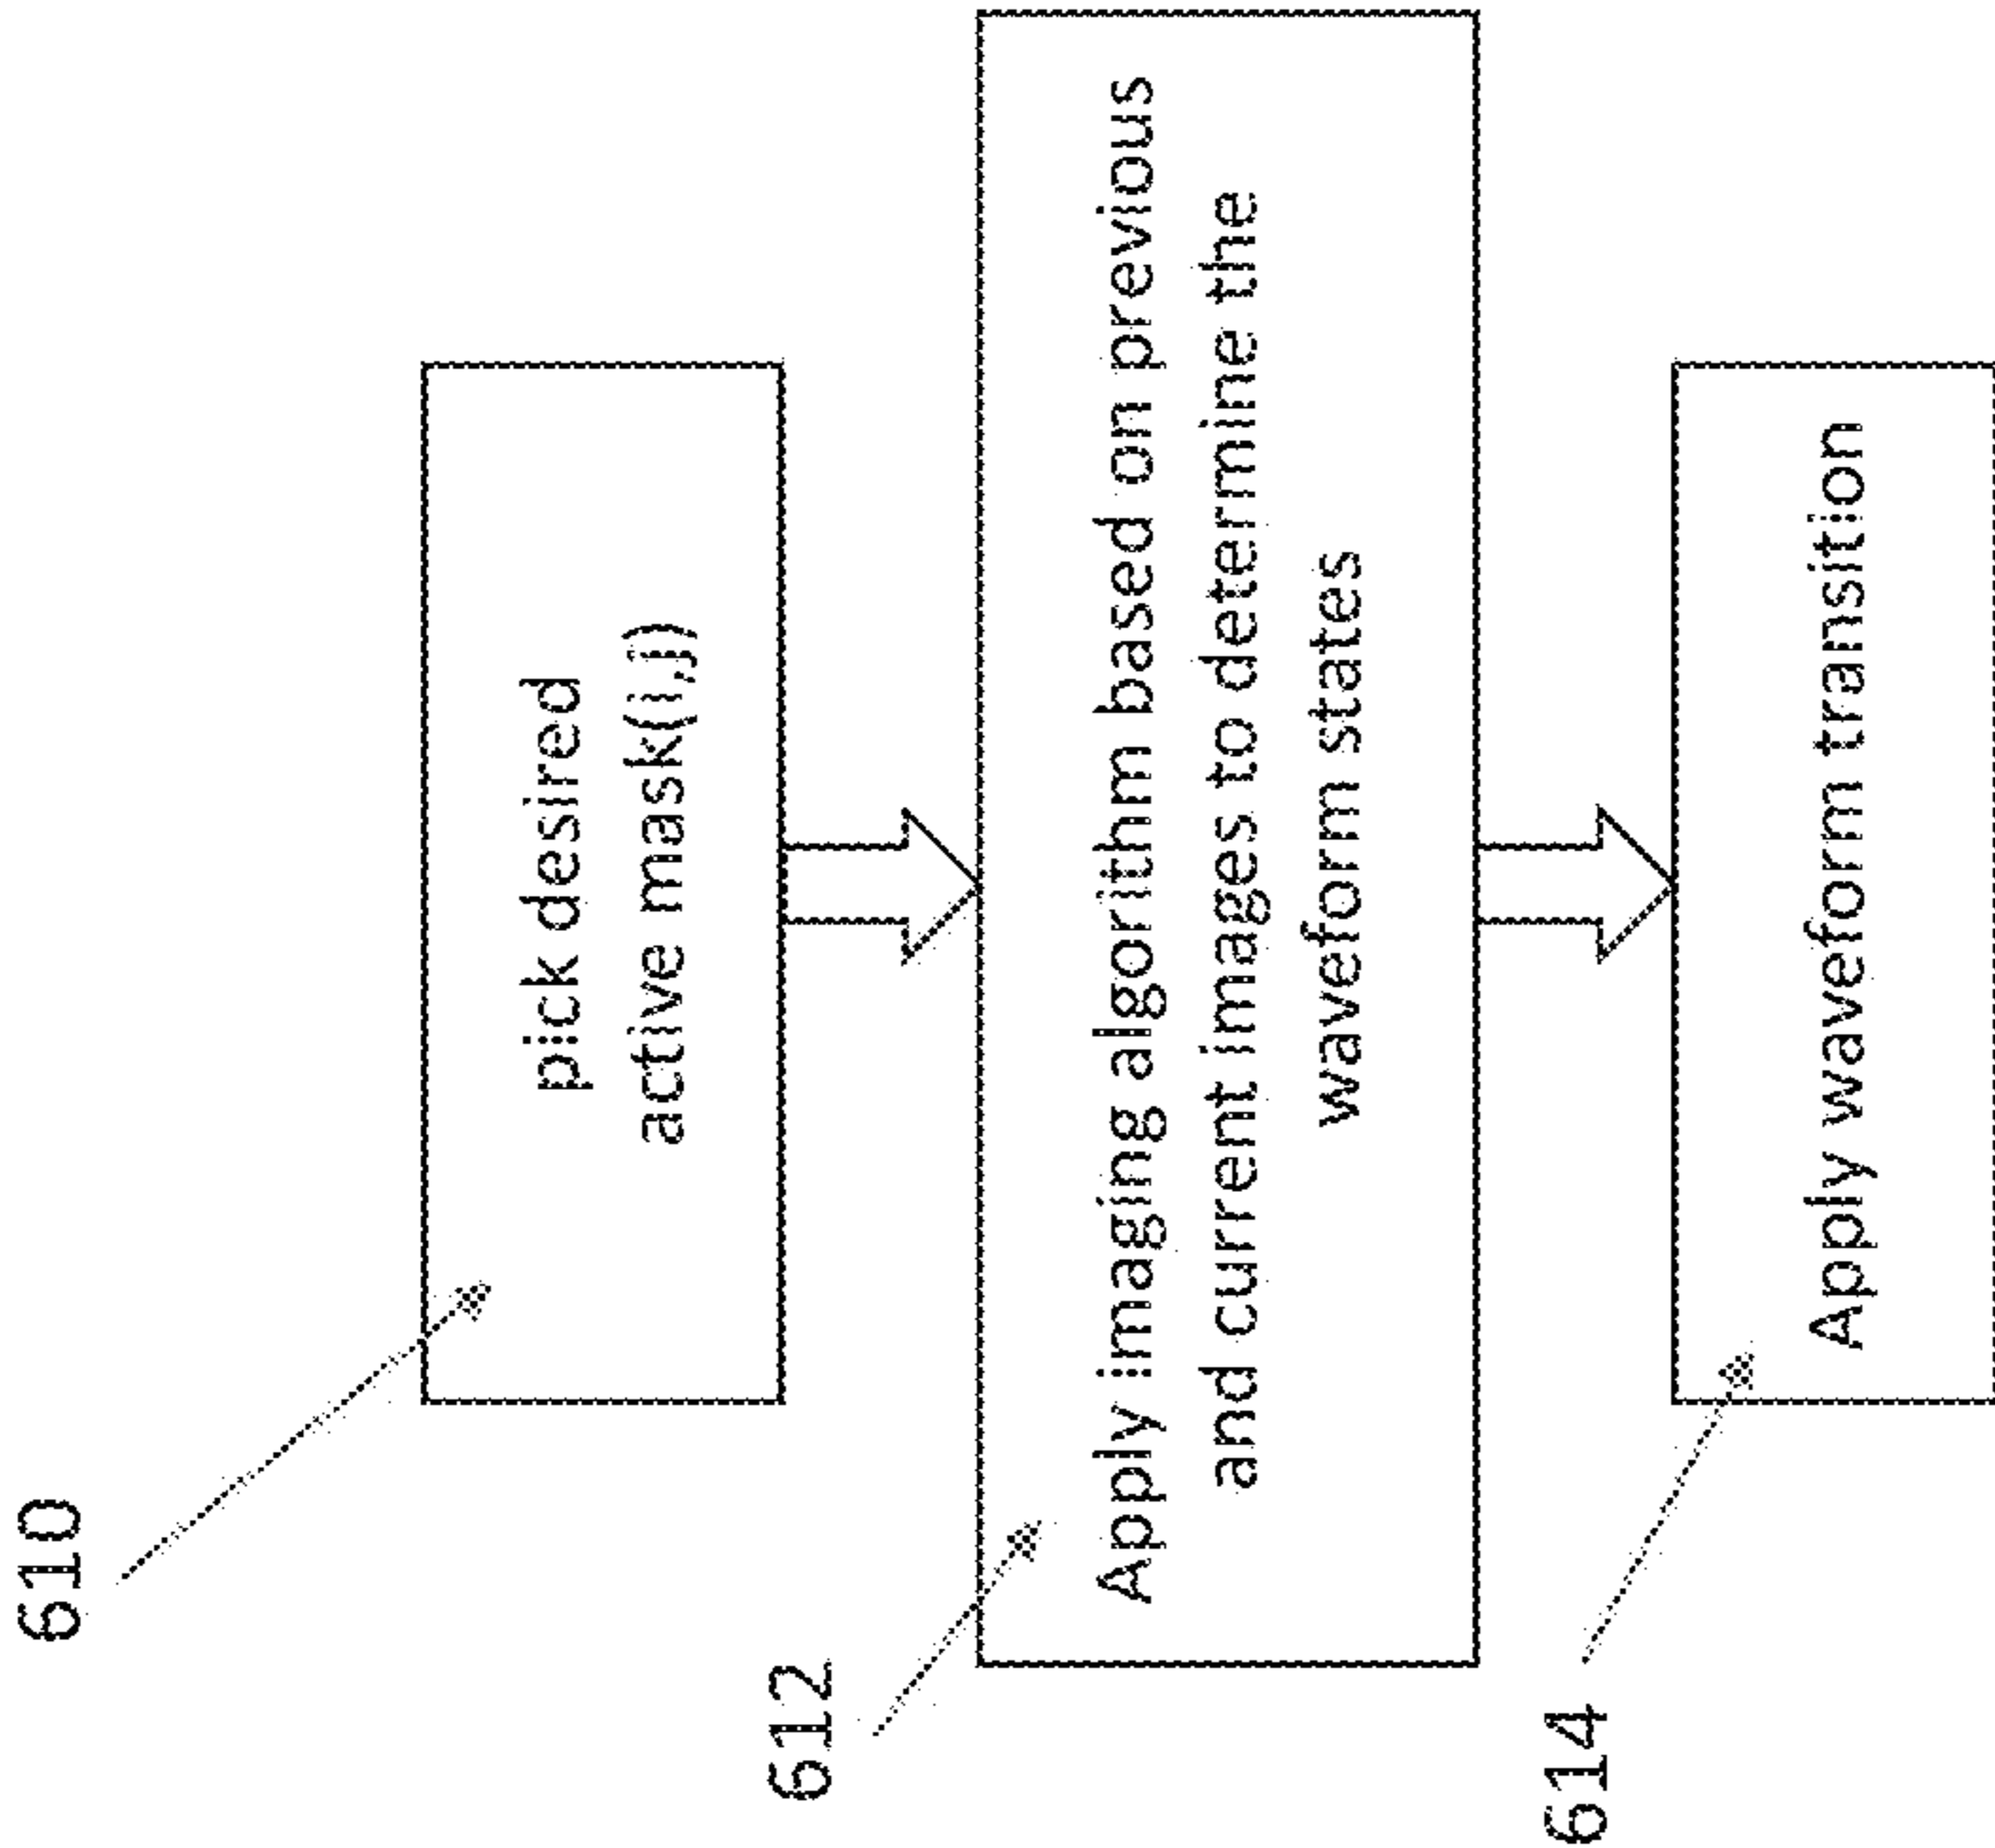 610
pick desired
active mask(i,j)
612
Apply imaging algorithm based on previous
and current images to determine the
waveform states
614
Apply waveform transition